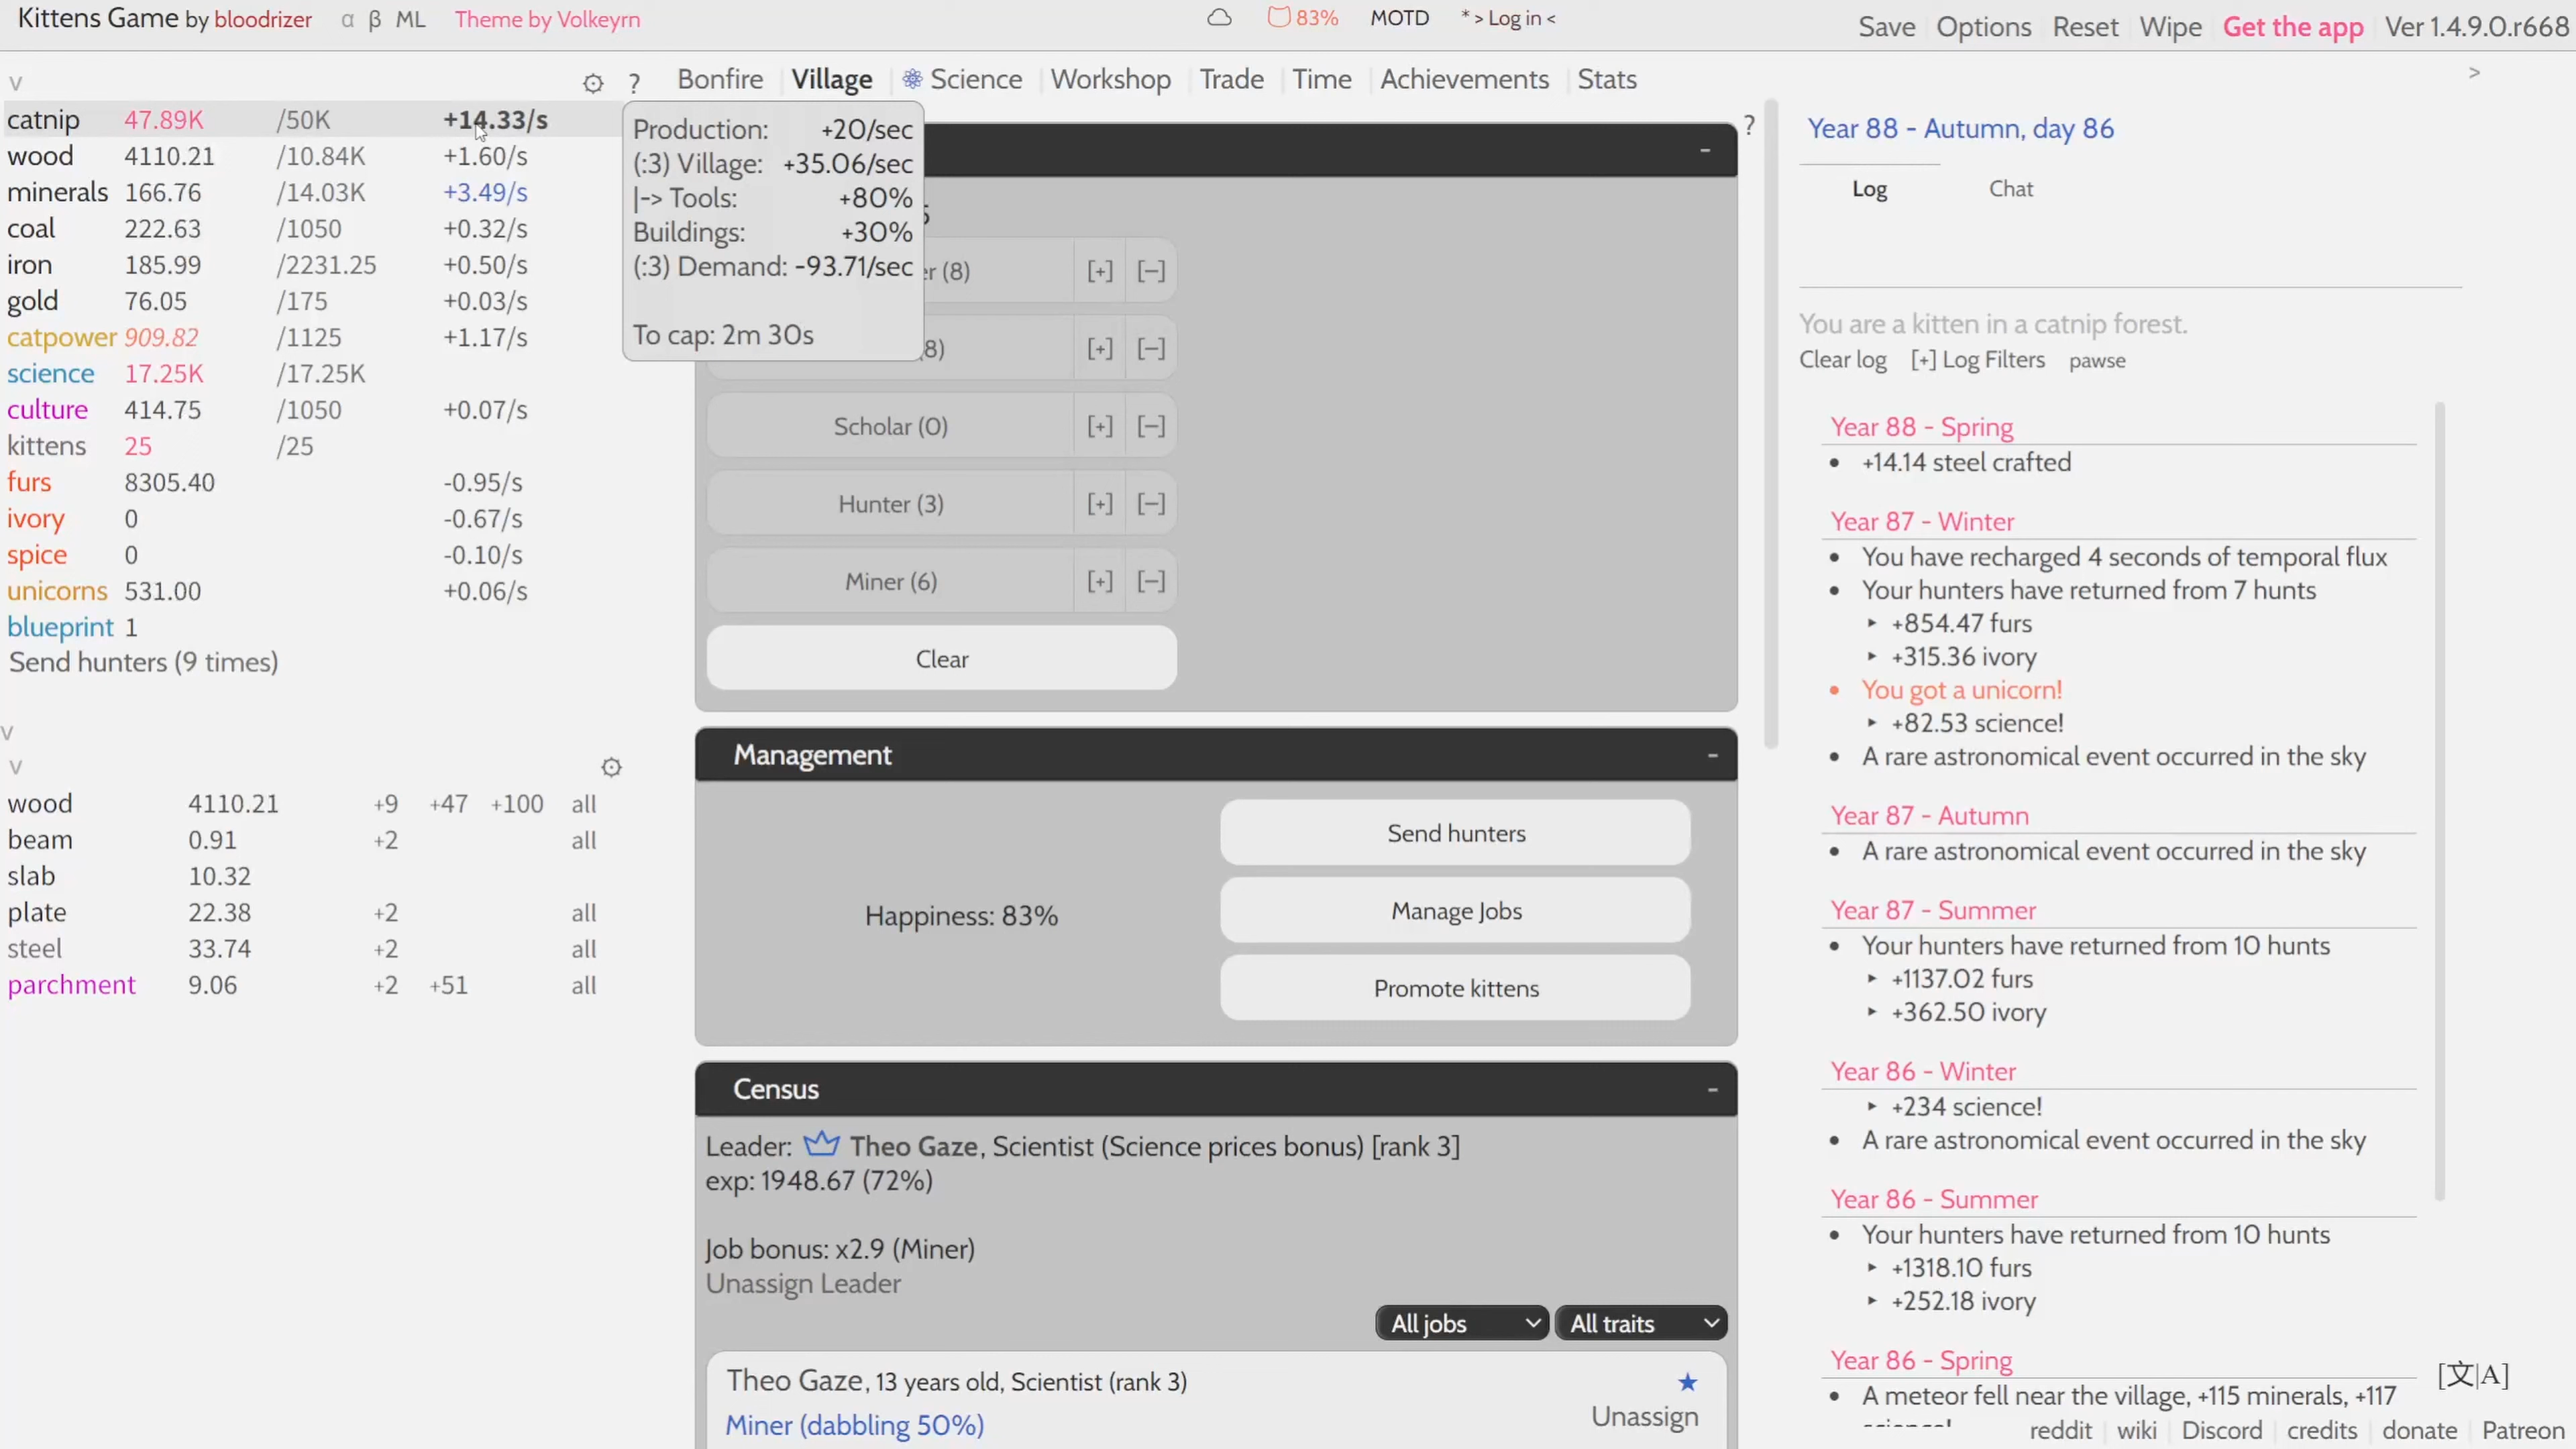 Kittens Game by bloodrizer α β ML Theme by Volkeyrn
83% MOTD * > Log in <
Save Options Reset Wipe Get the app Ver 1.4.9.0.r668
v
?
Bonfire Village Science Workshop Trade Time Achievements Stats
>
catnip 47.89K /50K +14.33/s
wood 4110.21 /10.84K +1.60/s
minerals 166.76 /14.03K +3.49/s
coal 222.63 /1050 +0.32/s
iron 185.99 /2231.25 +0.50/s
gold 76.05 /175 +0.03/s
catpower 909.82 /1125 +1.17/s
science 17.25K /17.25K
culture 414.75 /1050 +0.07/s
kittens 25 /25
furs 8305.40 -0.95/s
ivory 0 -0.67/s
spice 0 -0.10/s
unicorns 531.00 +0.06/s
blueprint 1
Send hunters (9 times)
v
v
wood 4110.21 +9 +47 +100 all
beam 0.91 +2 all
slab 10.32
plate 22.38 +2 all
steel 33.74 +2 all
parchment 9.06 +2 +51 all
Production: +20/sec
(:3) Village: +35.06/sec
|-> Tools: +80%
Buildings: +30%
(:3) Demand: -93.71/sec
To cap: 2m 30s
-
?
er (8) [+] [–]
8) [+] [–]
Scholar (0) [+] [–]
Hunter (3) [+] [–]
Miner (6) [+] [–]
Clear
Management -
Happiness: 83%
Send hunters
Manage Jobs
Promote kittens
Census -
Leader: Theo Gaze, Scientist (Science prices bonus) [rank 3]
exp: 1948.67 (72%)
Job bonus: x2.9 (Miner)
Unassign Leader
All jobs All traits
Theo Gaze, 13 years old, Scientist (rank 3) ★
Miner (dabbling 50%) Unassign
Year 88 - Autumn, day 86
Log Chat
You are a kitten in a catnip forest.
Clear log [+] Log Filters pawse
Year 88 - Spring
• +14.14 steel crafted
Year 87 - Winter
• You have recharged 4 seconds of temporal flux
• Your hunters have returned from 7 hunts
‣ +854.47 furs
‣ +315.36 ivory
• You got a unicorn!
‣ +82.53 science!
• A rare astronomical event occurred in the sky
Year 87 - Autumn
• A rare astronomical event occurred in the sky
Year 87 - Summer
• Your hunters have returned from 10 hunts
‣ +1137.02 furs
‣ +362.50 ivory
Year 86 - Winter
‣ +234 science!
• A rare astronomical event occurred in the sky
Year 86 - Summer
• Your hunters have returned from 10 hunts
‣ +1318.10 furs
‣ +252.18 ivory
Year 86 - Spring
• A meteor fell near the village, +115 minerals, +117
[文|A]
reddit wiki Discord credits donate Patreon